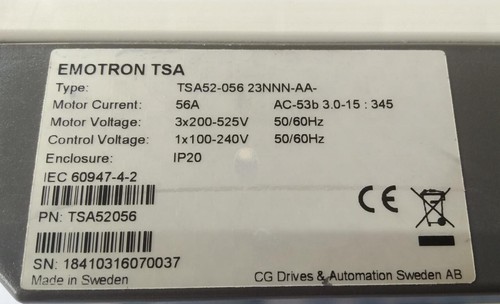 EMOTRON TSA
Type: TSA52-056 23NNN-AA-
Motor Current: 56A AC-53b 3.0-15 : 345
Motor Voltage: 3x200-525V 50/60Hz
Control Voltage: 1x100-240V 50/60Hz
Enclosure: IP20
IEC 60947-4-2
CE
PN: TSA52056
SN: 18410316070037
Made in Sweden CG Drives & Automation Sweden AB